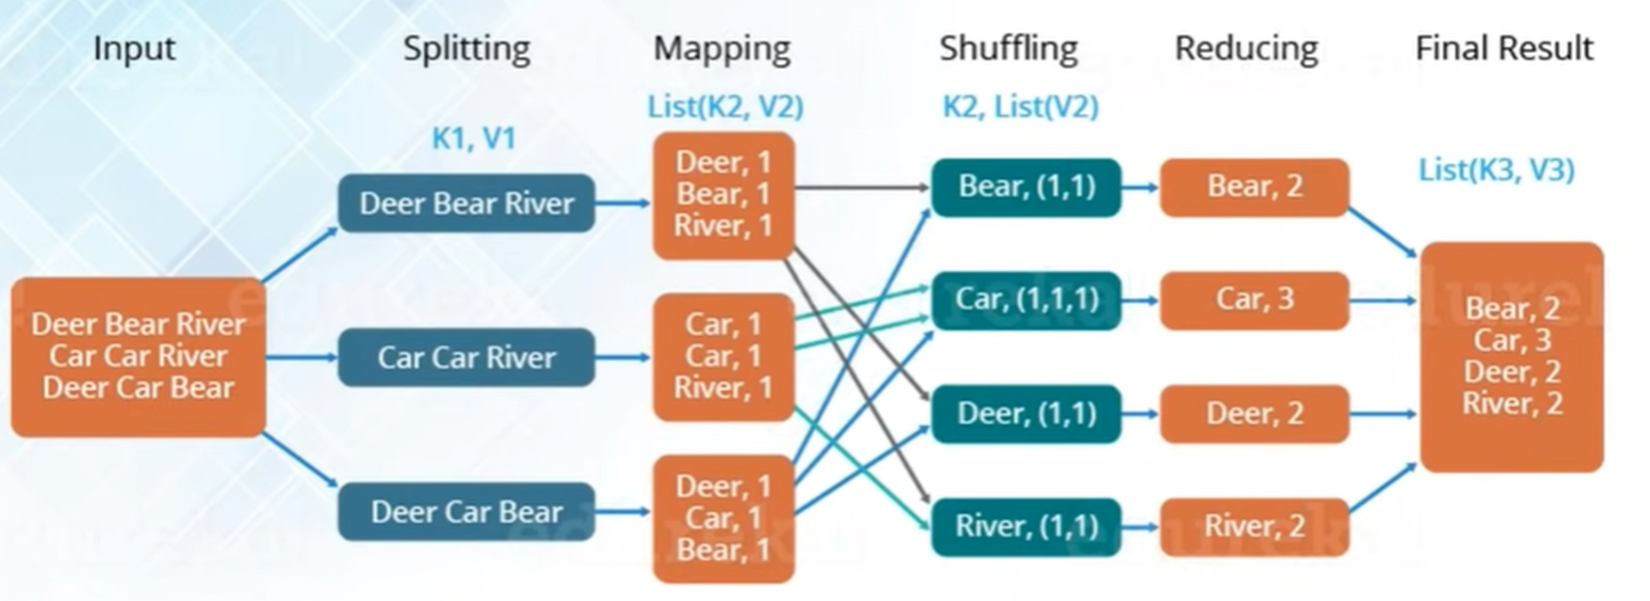 Input
Splitting
Mapping
Shuffling
Reducing
Final Result
K1, V1
List(K2, V2)
K2, List(V2)
List(K3, V3)
Deer Bear River
Car Car River
Deer Car Bear
Deer Bear River
Car Car River
Deer Car Bear
Deer, 1
Bear, 1
River, 1
Car, 1
Car, 1
River, 1
Deer, 1
Car, 1
Bear, 1
Bear, (1,1)
Car, (1,1,1)
Deer, (1,1)
River, (1,1)
Bear, 2
Car, 3
Deer, 2
River, 2
Bear, 2
Car, 3
Deer, 2
River, 2